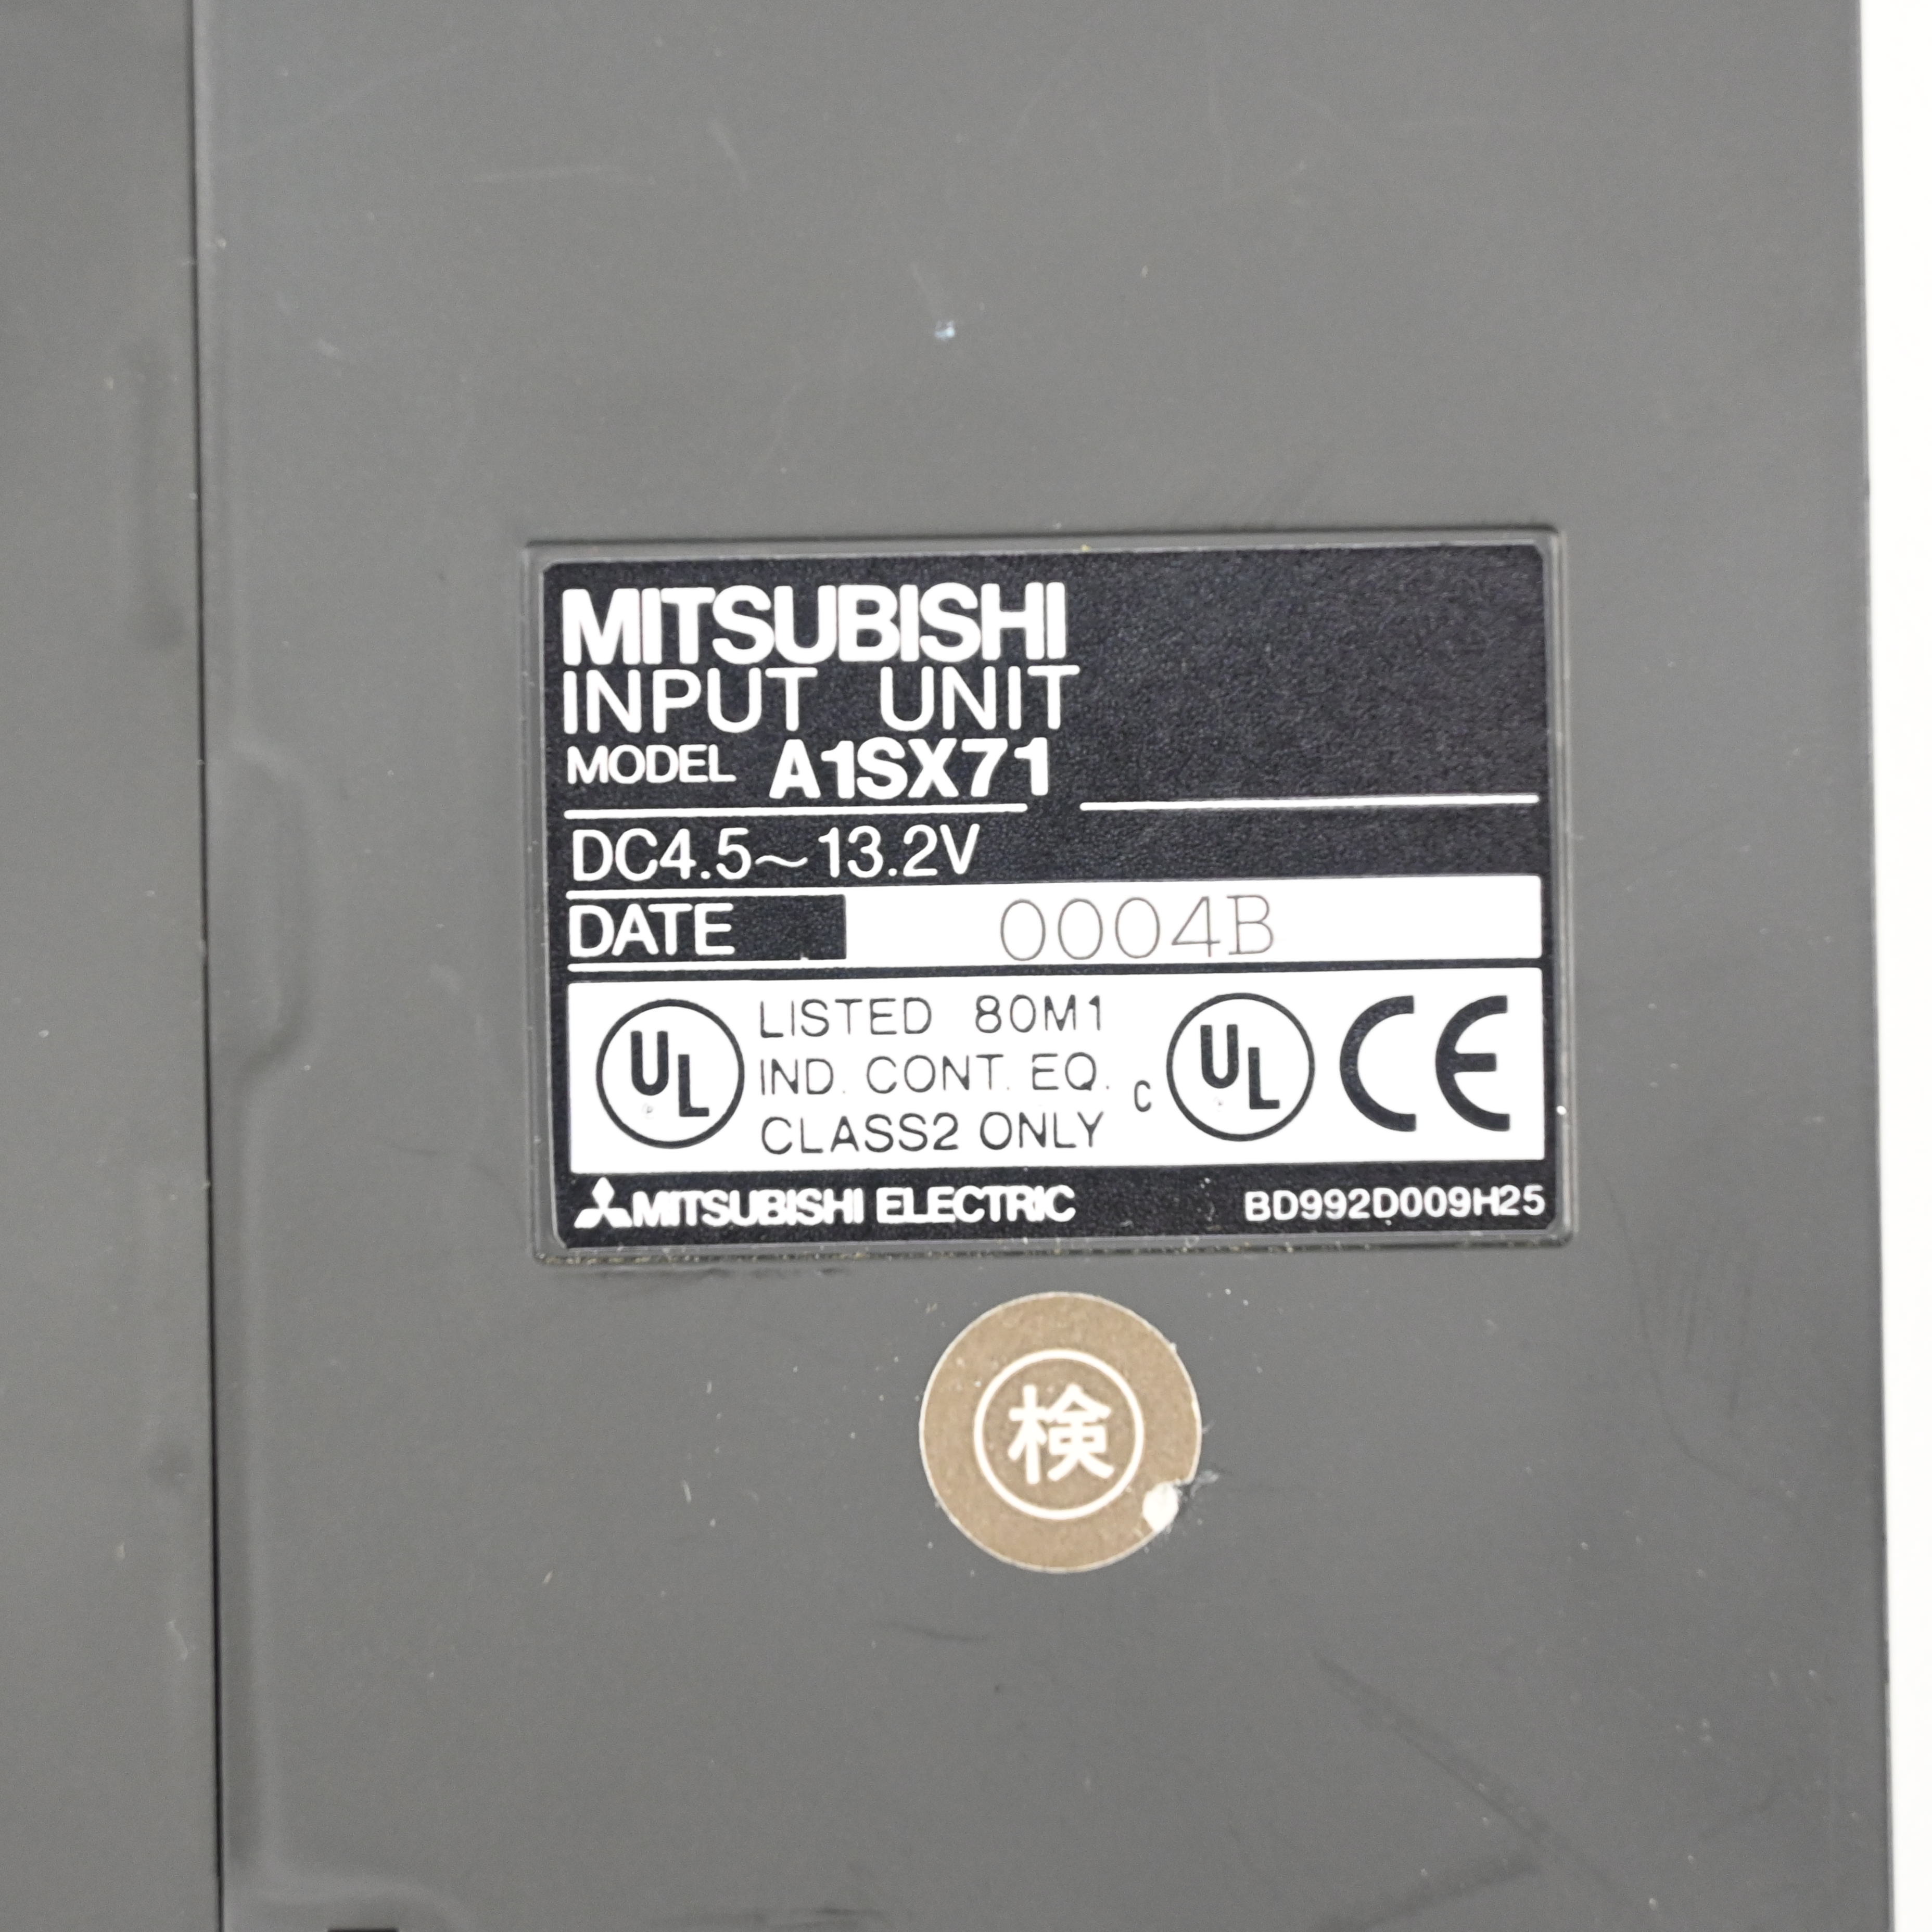 MITSUBISHI
INPUT UNIT
MODEL A1SX71
DC4.5~13.2V
DATE 0004B
UL LISTED 80M1
IND. CONT. EQ.
CLASS2 ONLY
C UL CE
MITSUBISHI ELECTRIC BD992D009H25
検